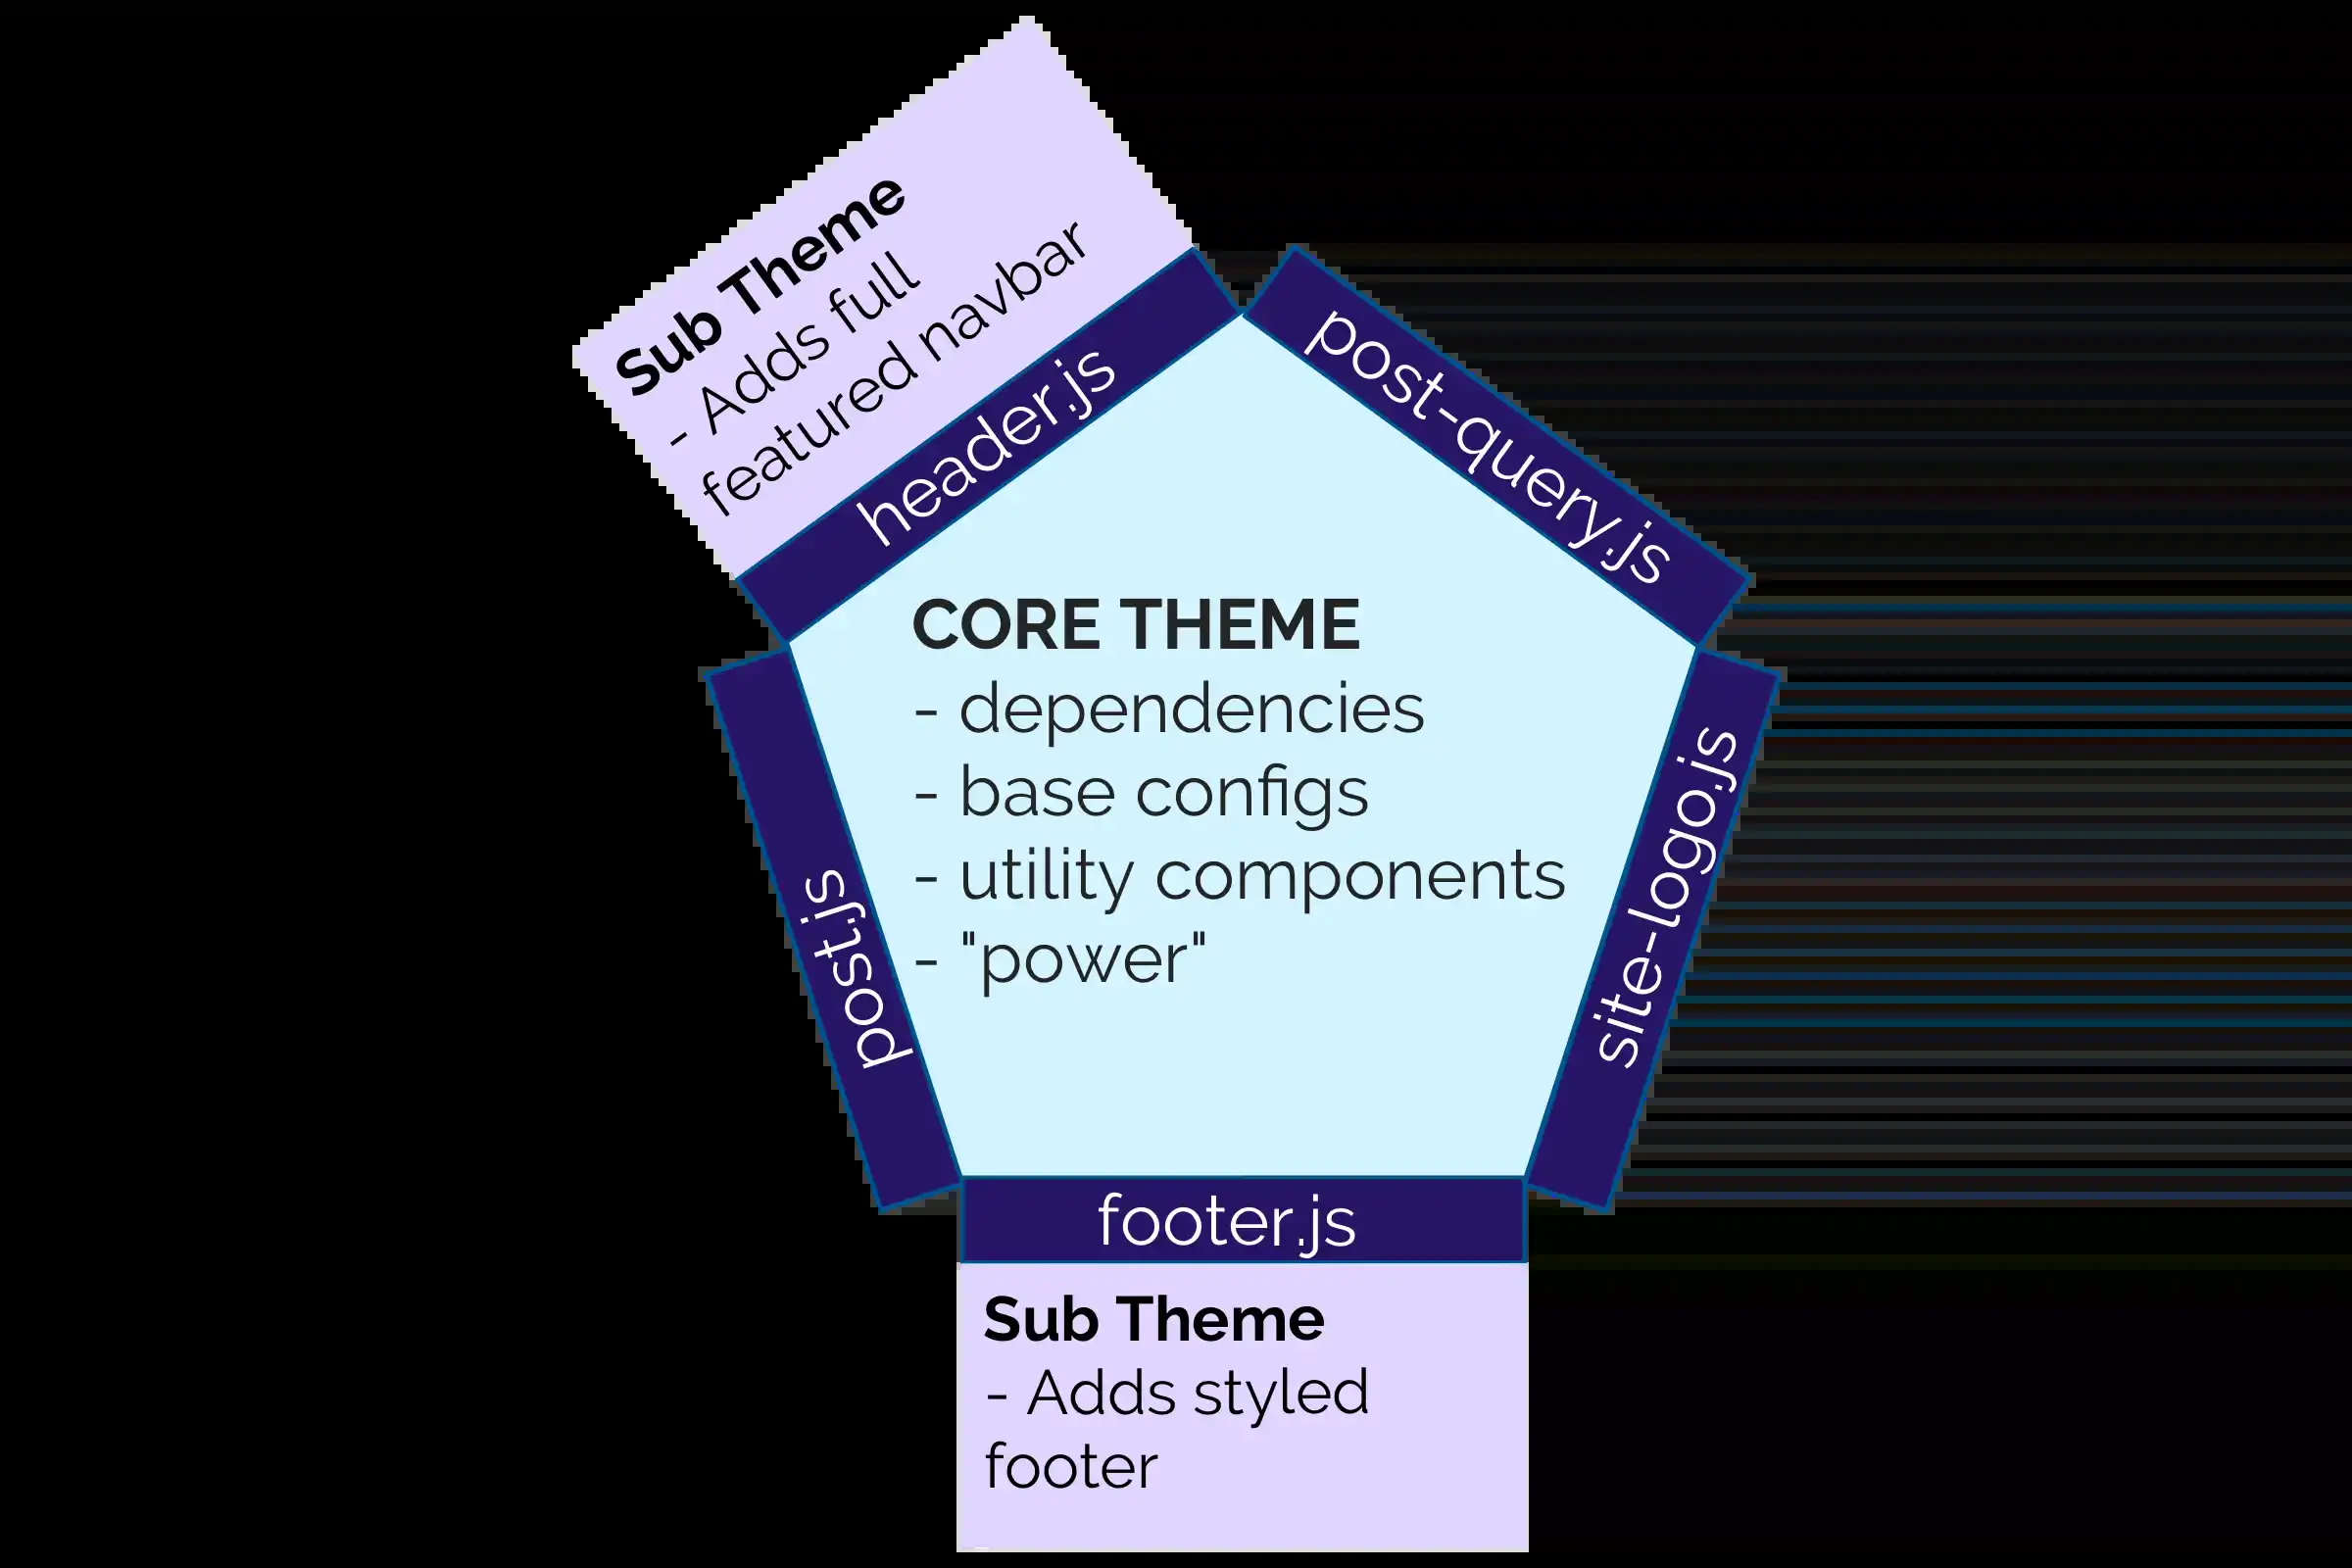 Sub Theme
- Adds full
featured navbar
header.js
post-query.js
CORE THEME
- dependencies
- base configs
- utility components
- "power"
post.js
site-logo.js
footer.js
Sub Theme
- Adds styled
footer